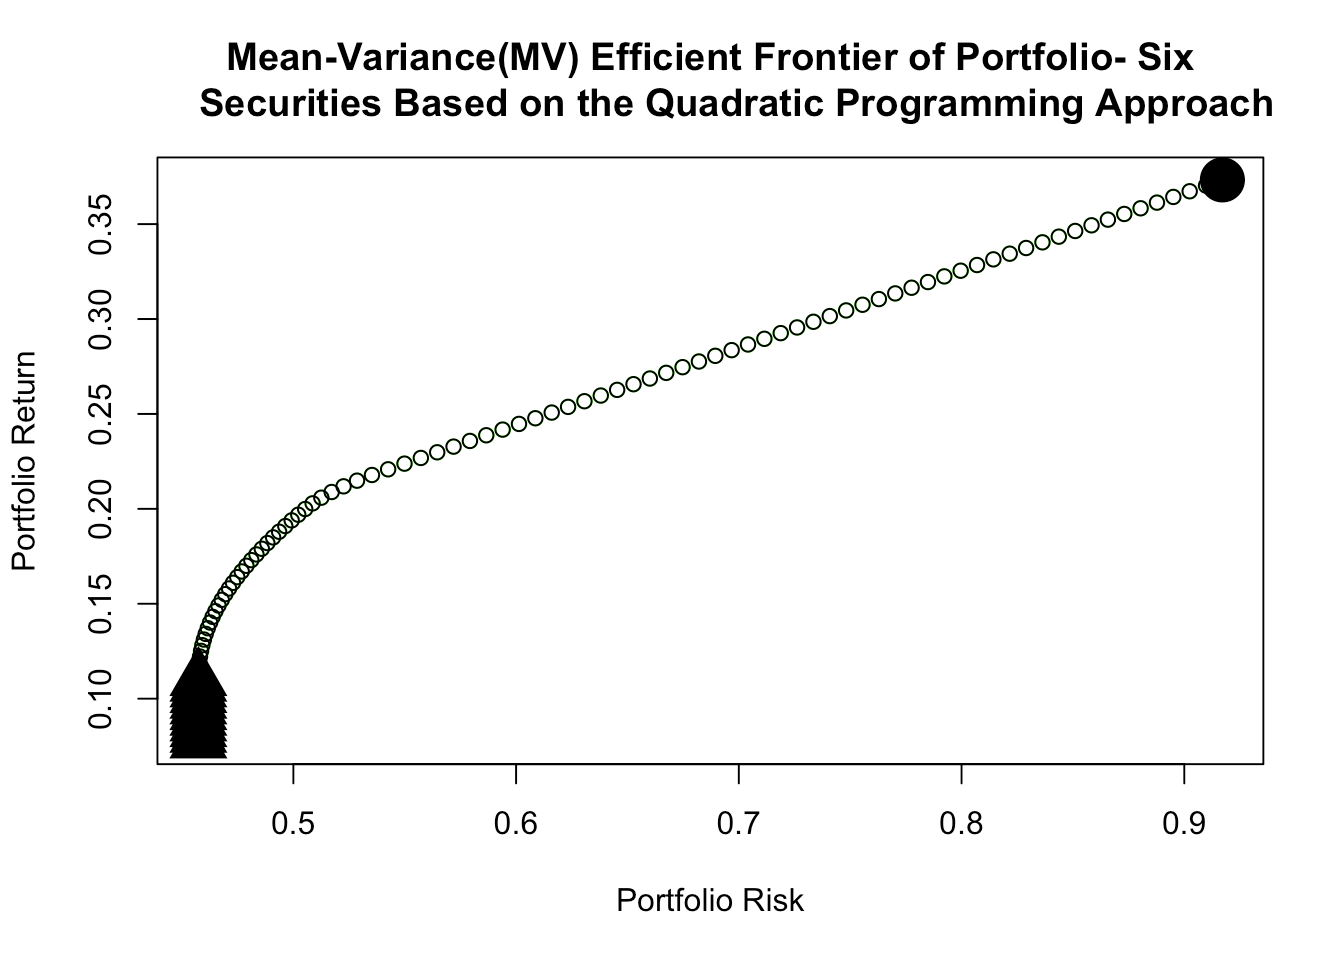 Mean-Variance(MV) Efficient Frontier of Portfolio- Six
Securities Based on the Quadratic Programming Approach
Portfolio Return
0.35
0.30
0.25
0.20
0.15
0.10
0.5 0.6 0.7 0.8 0.9
Portfolio Risk